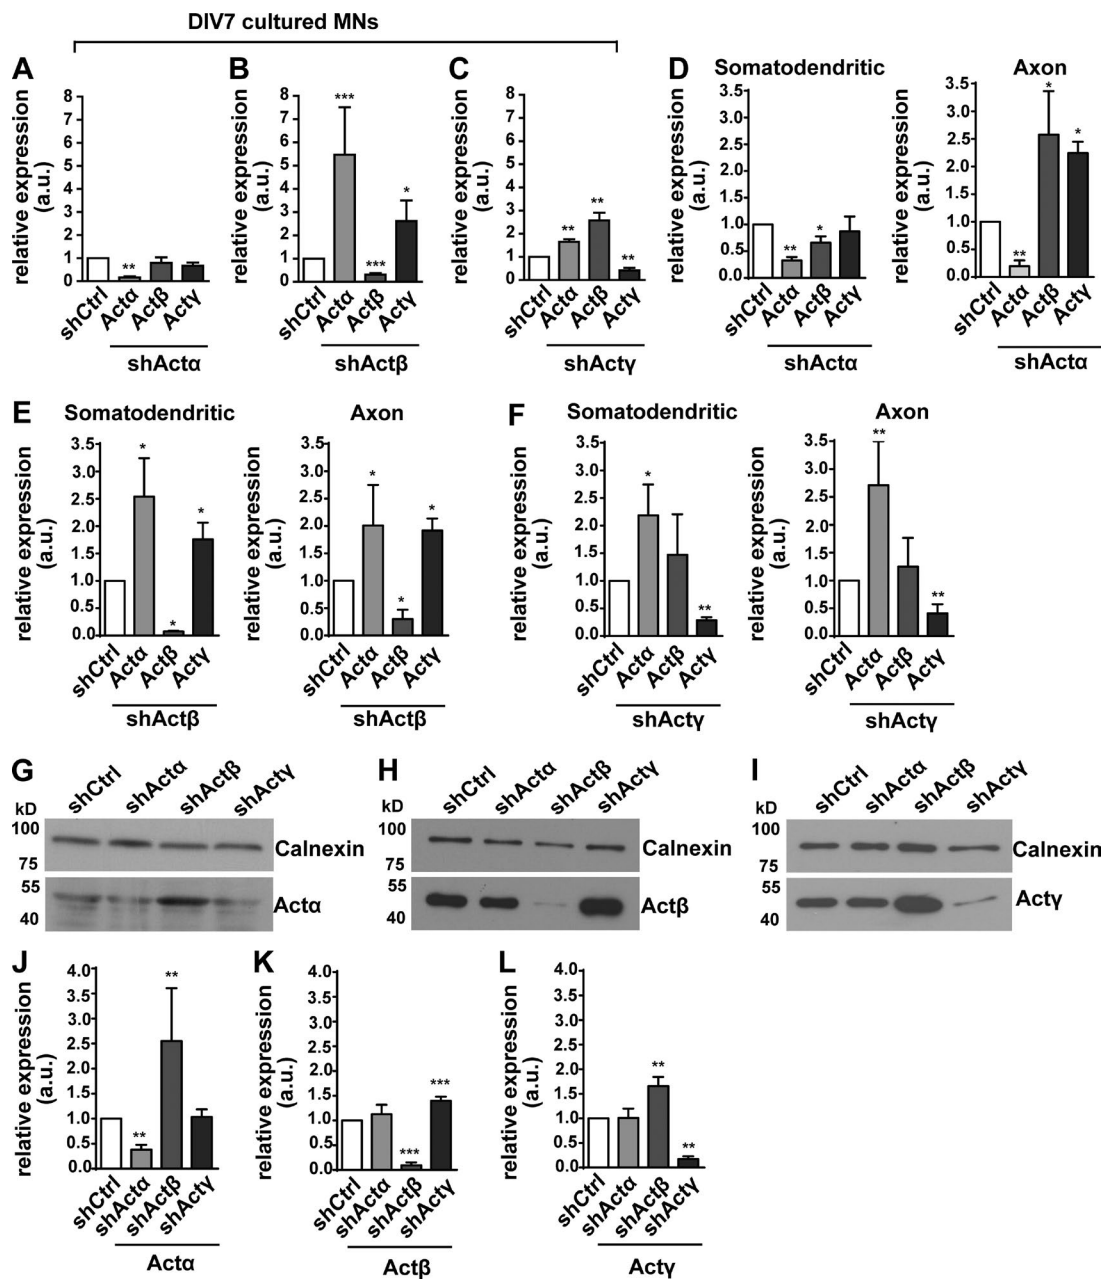 DIV7 cultured MNs
A
relative expression
(a.u.)
8
7
6
5
4
3
2
1
0
**
shCtrl
Actα
Actβ
Actγ
shActα
B
relative expression
(a.u.)
8
7
6
5
4
3
2
1
0
***
***
*
shCtrl
Actα
Actβ
Actγ
shActβ
C
relative expression
(a.u.)
8
7
6
5
4
3
2
1
0
**
**
**
shCtrl
Actα
Actβ
Actγ
shActγ
D
Somatodendritic
relative expression
(a.u.)
3.5
3.0
2.5
2.0
1.5
1.0
0.5
0.0
**
*
shCtrl
Actα
Actβ
Actγ
shActα
Axon
relative expression
(a.u.)
3.5
3.0
2.5
2.0
1.5
1.0
0.5
0.0
**
*
*
shCtrl
Actα
Actβ
Actγ
shActα
E
Somatodendritic
relative expression
(a.u.)
3.5
3.0
2.5
2.0
1.5
1.0
0.5
0.0
*
*
*
shCtrl
Actα
Actβ
Actγ
shActβ
Axon
relative expression
(a.u.)
3.5
3.0
2.5
2.0
1.5
1.0
0.5
0.0
*
*
*
shCtrl
Actα
Actβ
Actγ
shActβ
F
Somatodendritic
relative expression
(a.u.)
3.5
3.0
2.5
2.0
1.5
1.0
0.5
0.0
*
**
shCtrl
Actα
Actβ
Actγ
shActγ
Axon
relative expression
(a.u.)
3.5
3.0
2.5
2.0
1.5
1.0
0.5
0.0
**
**
shCtrl
Actα
Actβ
Actγ
shActγ
G
shCtrl
shActα
shActβ
shActγ
kD
100
75
Calnexin
55
40
Actα
H
shCtrl
shActα
shActβ
shActγ
kD
100
75
Calnexin
55
40
Actβ
I
shCtrl
shActα
shActβ
shActγ
kD
100
75
Calnexin
55
40
Actγ
J
relative expression
(a.u.)
4.0
3.5
3.0
2.5
2.0
1.5
1.0
0.5
0.0
**
**
shCtrl
shActα
shActβ
shActγ
Actα
K
relative expression
(a.u.)
4.0
3.5
3.0
2.5
2.0
1.5
1.0
0.5
0.0
***
***
shCtrl
shActα
shActβ
shActγ
Actβ
L
relative expression
(a.u.)
4.0
3.5
3.0
2.5
2.0
1.5
1.0
0.5
0.0
**
**
shCtrl
shActα
shActβ
shActγ
Actγ